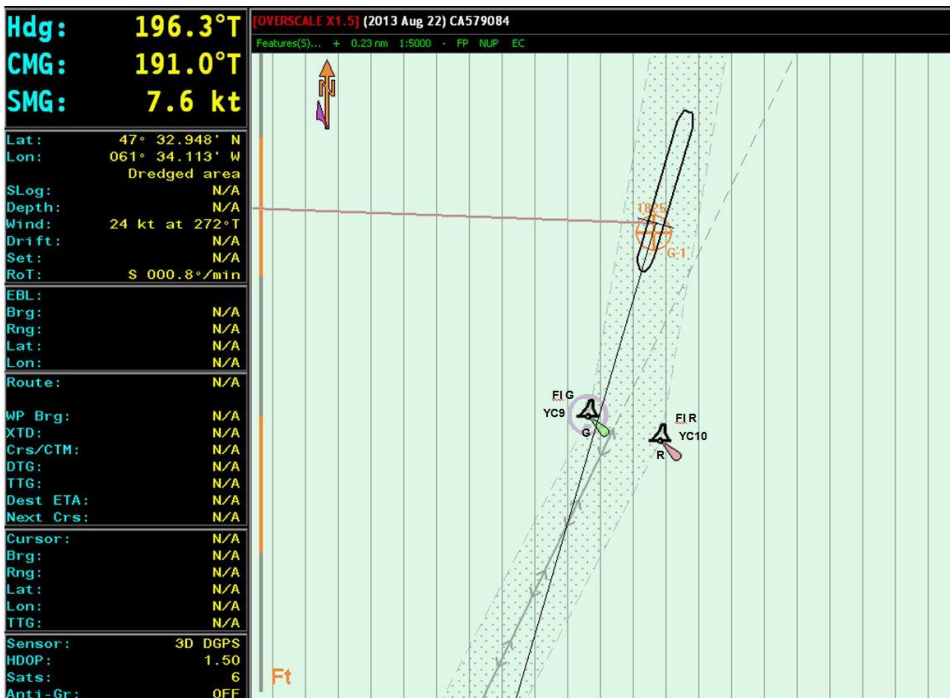 Hdg: 196.3°T
CMG: 191.0°T
SMG: 7.6 kt
Lat: 47° 32.948' N
Lon: 061° 34.113' W
Dredged area
SLog: N/A
Depth: N/A
Wind: 24 kt at 272°T
Drift: N/A
Set: N/A
RoT: S 000.8°/min
EBL:
Brg: N/A
Rng: N/A
Lat: N/A
Lon: N/A
Route: N/A
WP Brg: N/A
XTD: N/A
Crs/CTM: N/A
DTG: N/A
TTG: N/A
Dest ETA: N/A
Next Crs: N/A
Cursor: N/A
Brg: N/A
Rng: N/A
Lat: N/A
Lon: N/A
TTG: N/A
Sensor: 3D DGPS
HDOP: 1.50
Sats: 6
Anti-Gr: OFF
[OVERSCALE X1.5] (2013 Aug 22) CA579084
Features(S)... + 0.23 nm 1:5000 - FP NUP EC
N
G-1
Fl G
YC9
G
Fl R
YC10
R
Ft